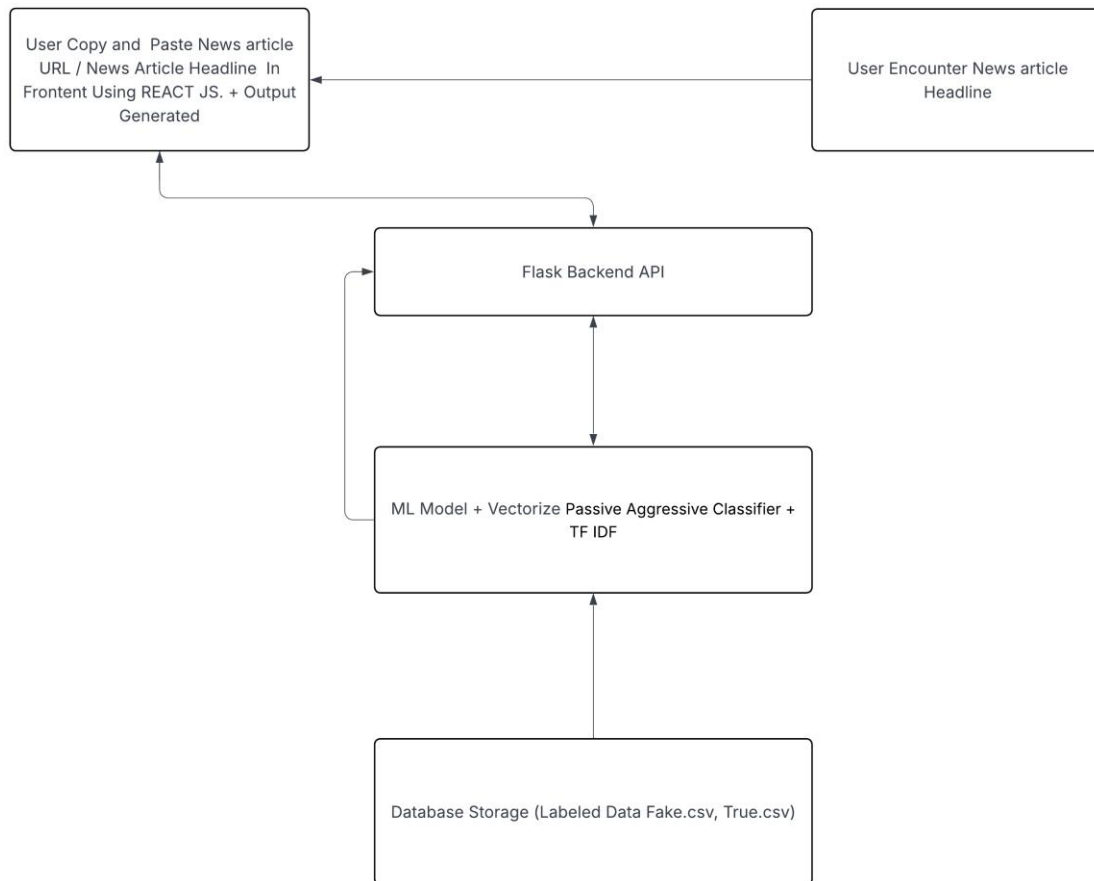 User Copy and Paste News article
URL / News Article Headline In
Frontent Using REACT JS. + Output
Generated
User Encounter News article
Headline
Flask Backend API
ML Model + Vectorize Passive Aggressive Classifier +
TF IDF
Database Storage (Labeled Data Fake.csv, True.csv)